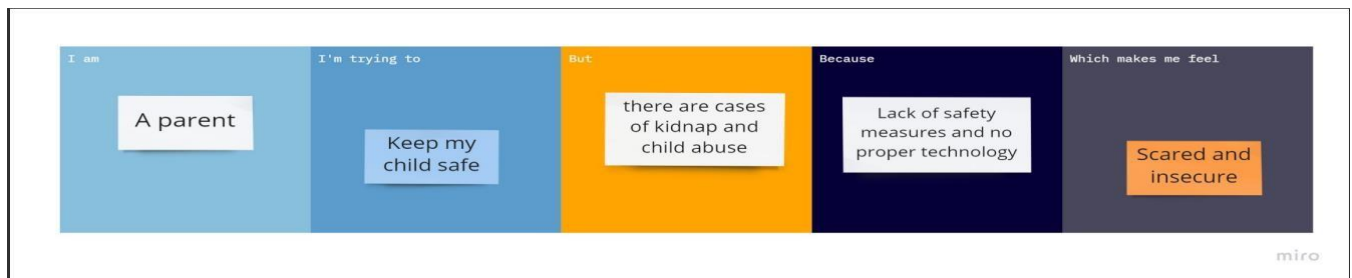 I am
A parent
I'm trying to
Keep my
child safe
But
there are cases
of kidnap and
child abuse
Because
Lack of safety
measures and no
proper technology
Which makes me feel
Scared and
insecure
miro